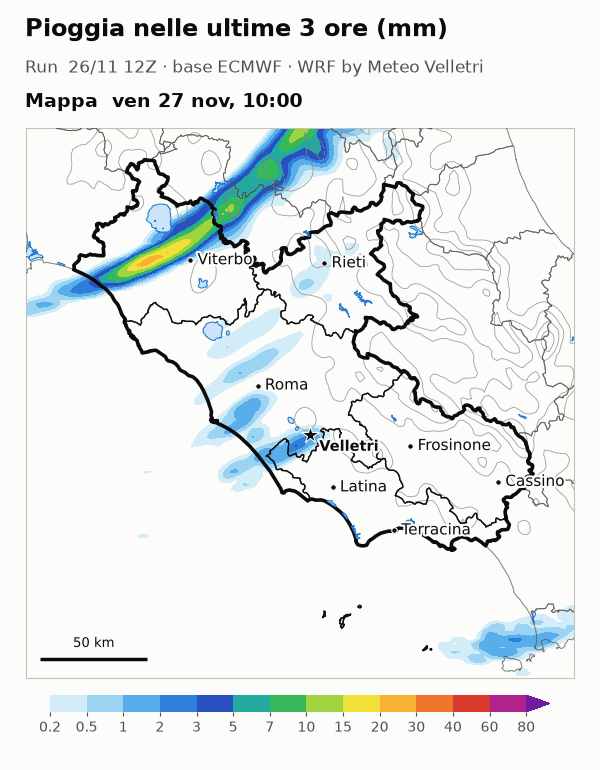 Pioggia nelle ultime 3 ore (mm)
Run  26/11 12Z · base ECMWF · WRF by Meteo Velletri
Mappa  ven 27 nov, 10:00
Viterbo
Rieti
Roma
Velletri
Frosinone
Cassino
Latina
Terracina
50 km
0.2 0.5 1 2 3 5 7 10 15 20 30 40 60 80